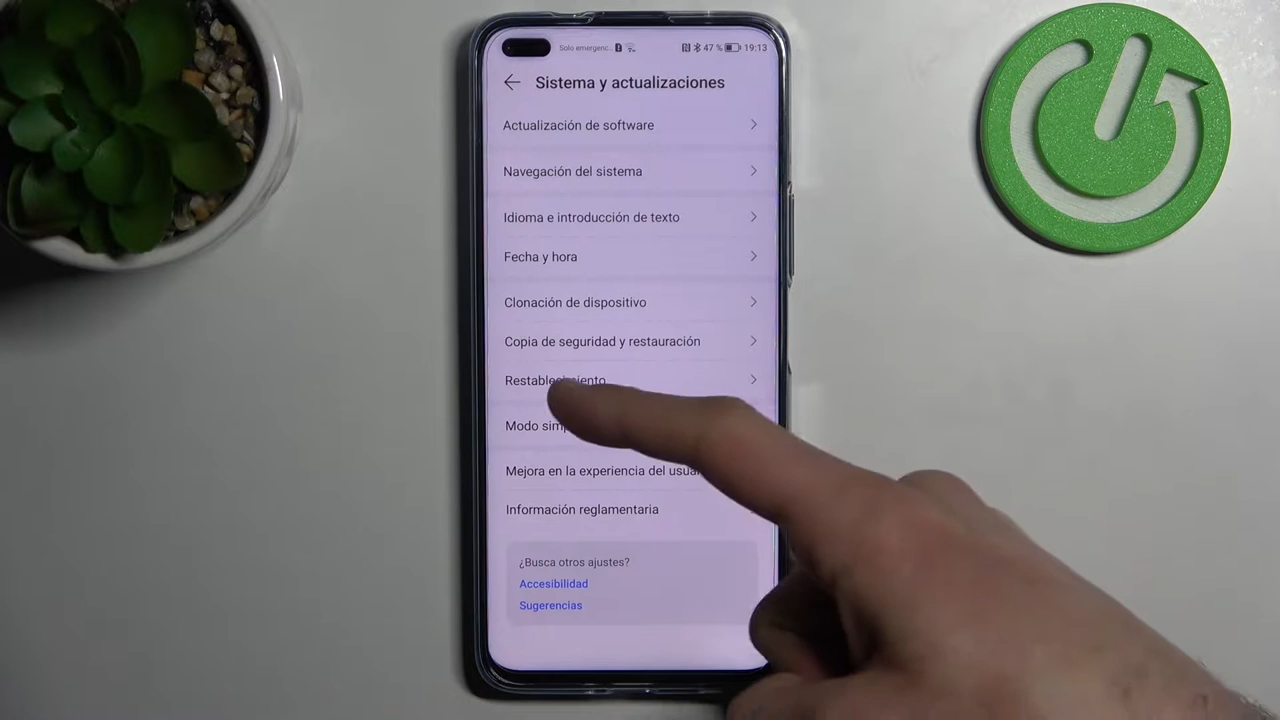 Solo emergenc... 47 % 19:13
Sistema y actualizaciones
Actualización de software
Navegación del sistema
Idioma e introducción de texto
Fecha y hora
Clonación de dispositivo
Copia de seguridad y restauración
Restablecimiento
Modo
Mejora en la experiencia del
Información reglamentaria
¿Busca otros ajustes?
Accesibilidad
Sugerencias